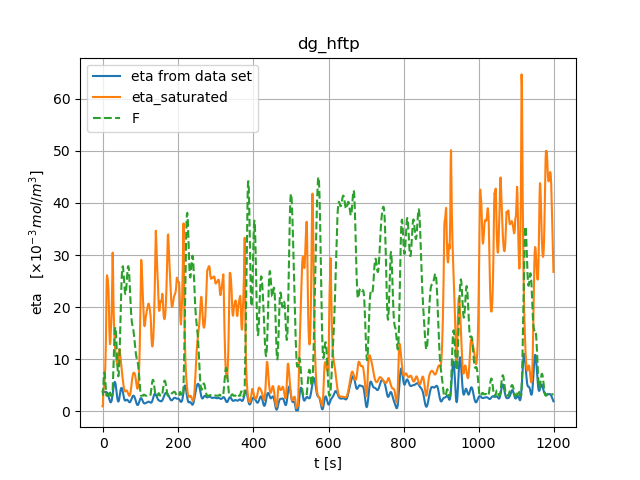 dg_hftp
eta from data set
eta_saturated
F
60
50
40
30
20
10
0
eta [×10⁻³ mol/m³]
0 200 400 600 800 1000 1200
t [s]